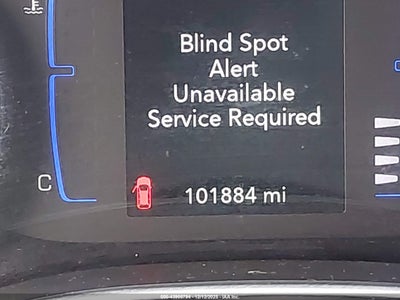 Blind Spot
Alert
Unavailable
Service Required
C
101884 mi